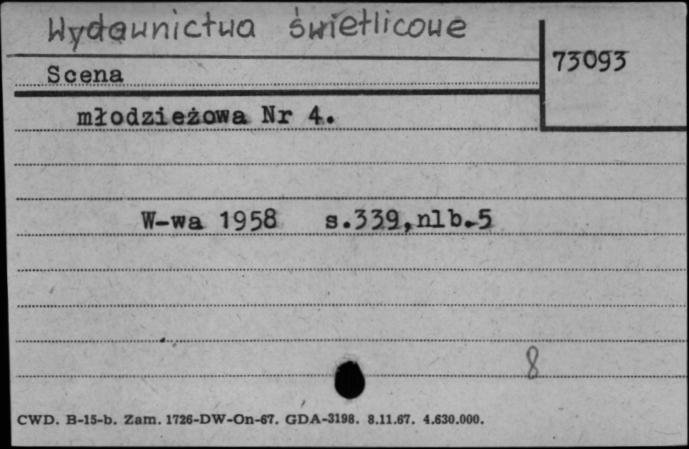 Wydawnictwa świetlicowe
73093
Scena
młodzieżowa Nr 4.
W-wa 1958 s.339,nlb.5
8
CWD. B-15-b. Zam. 1726-DW-On-67. GDA-3198. 8.11.67. 4.630.000.